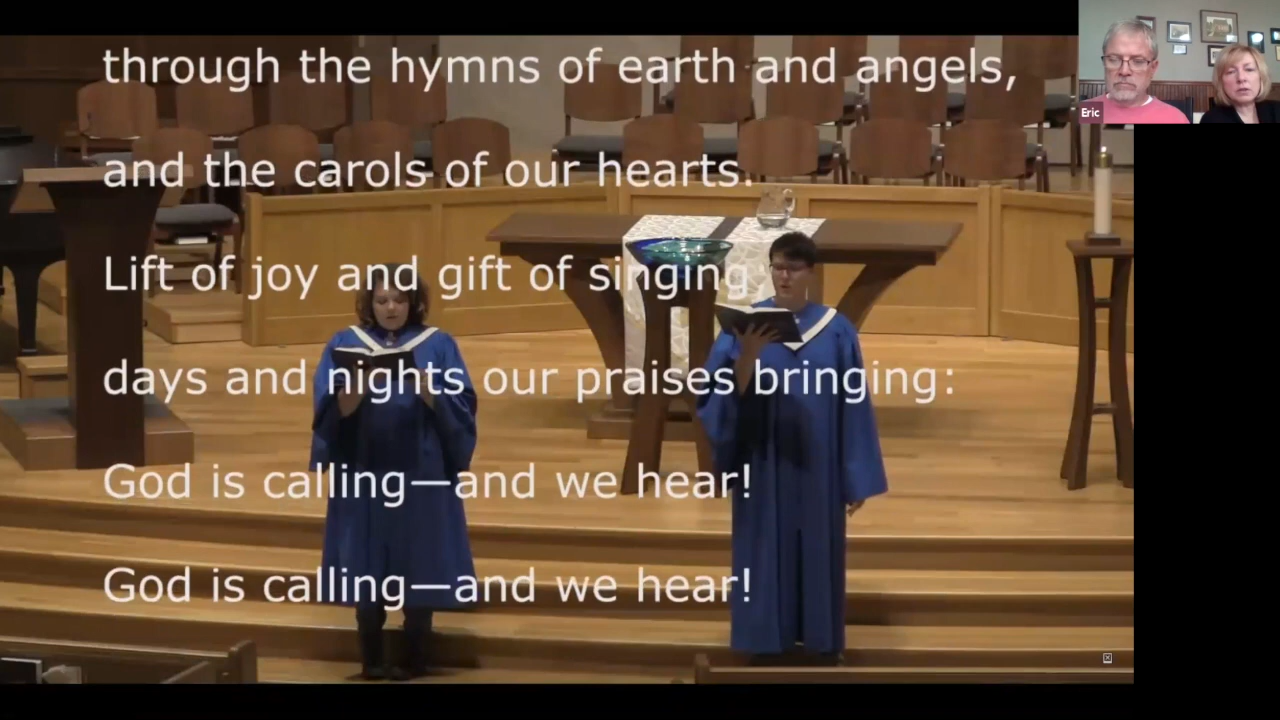 through the hymns of earth and angels,
and the carols of our hearts.
Lift of joy and gift of singing,
days and nights our praises bringing:
God is calling—and we hear!
God is calling—and we hear!
Eric